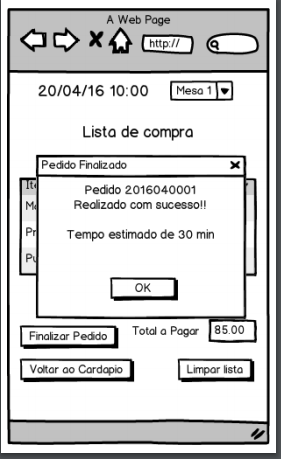 A Web Page
http://
20/04/16 10:00 Mesa 1
Lista de compra
Pedido Finalizado
Pedido 2016040001
Realizado com sucesso!!
Tempo estimado de 30 min
OK
Finalizar Pedido Total a Pagar 85.00
Voltar ao Cardapio Limpar lista